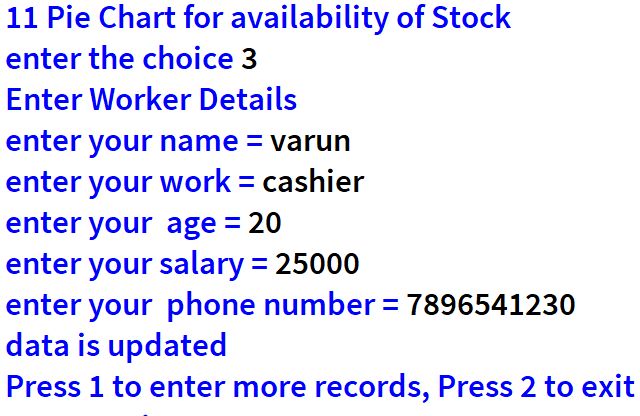 11 Pie Chart for availability of Stock
enter the choice 3
Enter Worker Details
enter your name = varun
enter your work = cashier
enter your  age = 20
enter your salary = 25000
enter your  phone number = 7896541230
data is updated
Press 1 to enter more records, Press 2 to exit